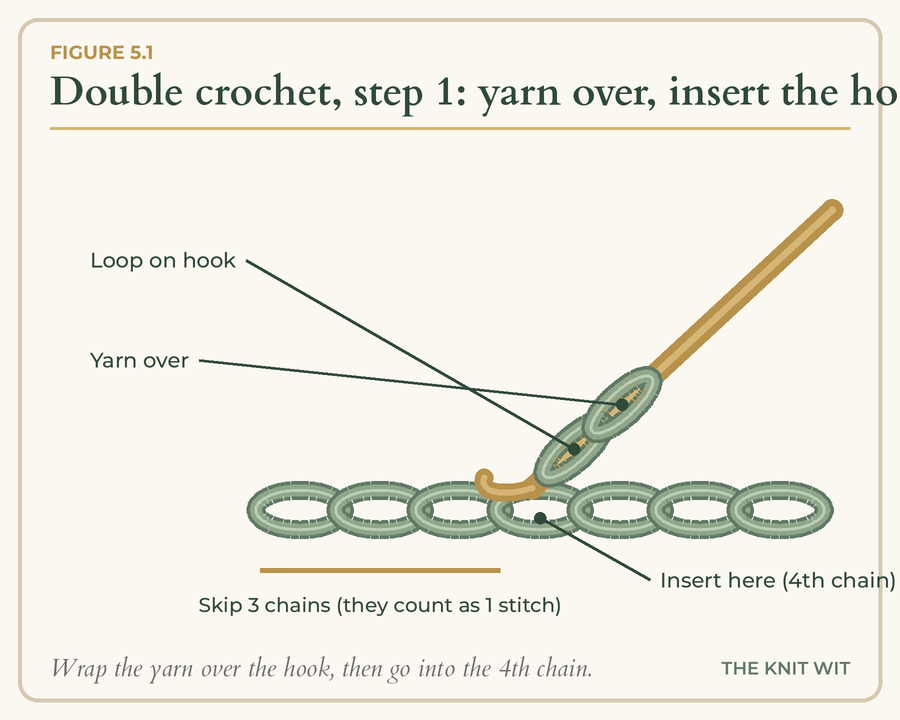 FIGURE 5.1
Double crochet, step 1: yarn over, insert the ho
Loop on hook
Yarn over
Insert here (4th chain)
Skip 3 chains (they count as 1 stitch)
Wrap the yarn over the hook, then go into the 4th chain.
THE KNIT WIT